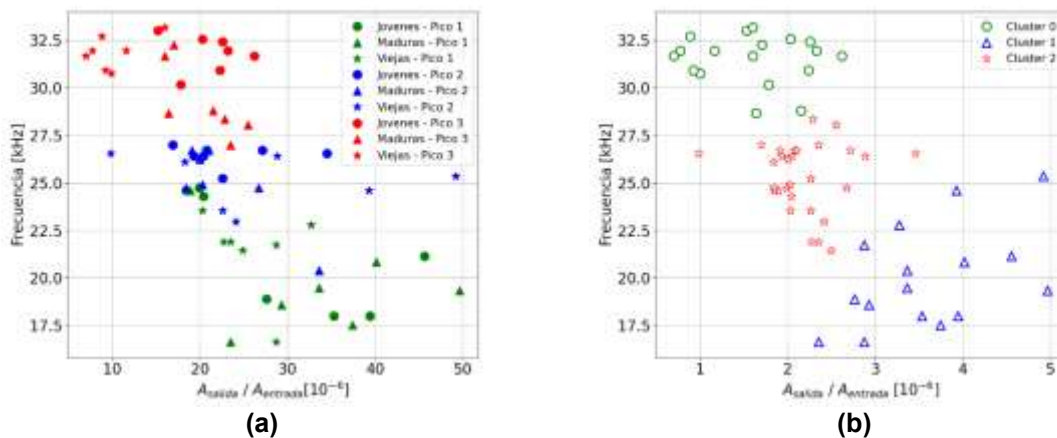 32.5
30.0
27.5
25.0
22.5
20.0
17.5
Frecuencia [kHz]
10 20 30 40 50
A_salida / A_entrada[10^-6]
Jovenes - Pico 1
Maduras - Pico 1
Viejas - Pico 1
Jovenes - Pico 2
Maduras - Pico 2
Viejas - Pico 2
Jovenes - Pico 3
Maduras - Pico 3
Viejas - Pico 3
(a)
32.5
30.0
27.5
25.0
22.5
20.0
17.5
Frecuencia [kHz]
1 2 3 4 5
A_salida / A_entrada [10^-6]
Cluster 0
Cluster 1
Cluster 2
(b)